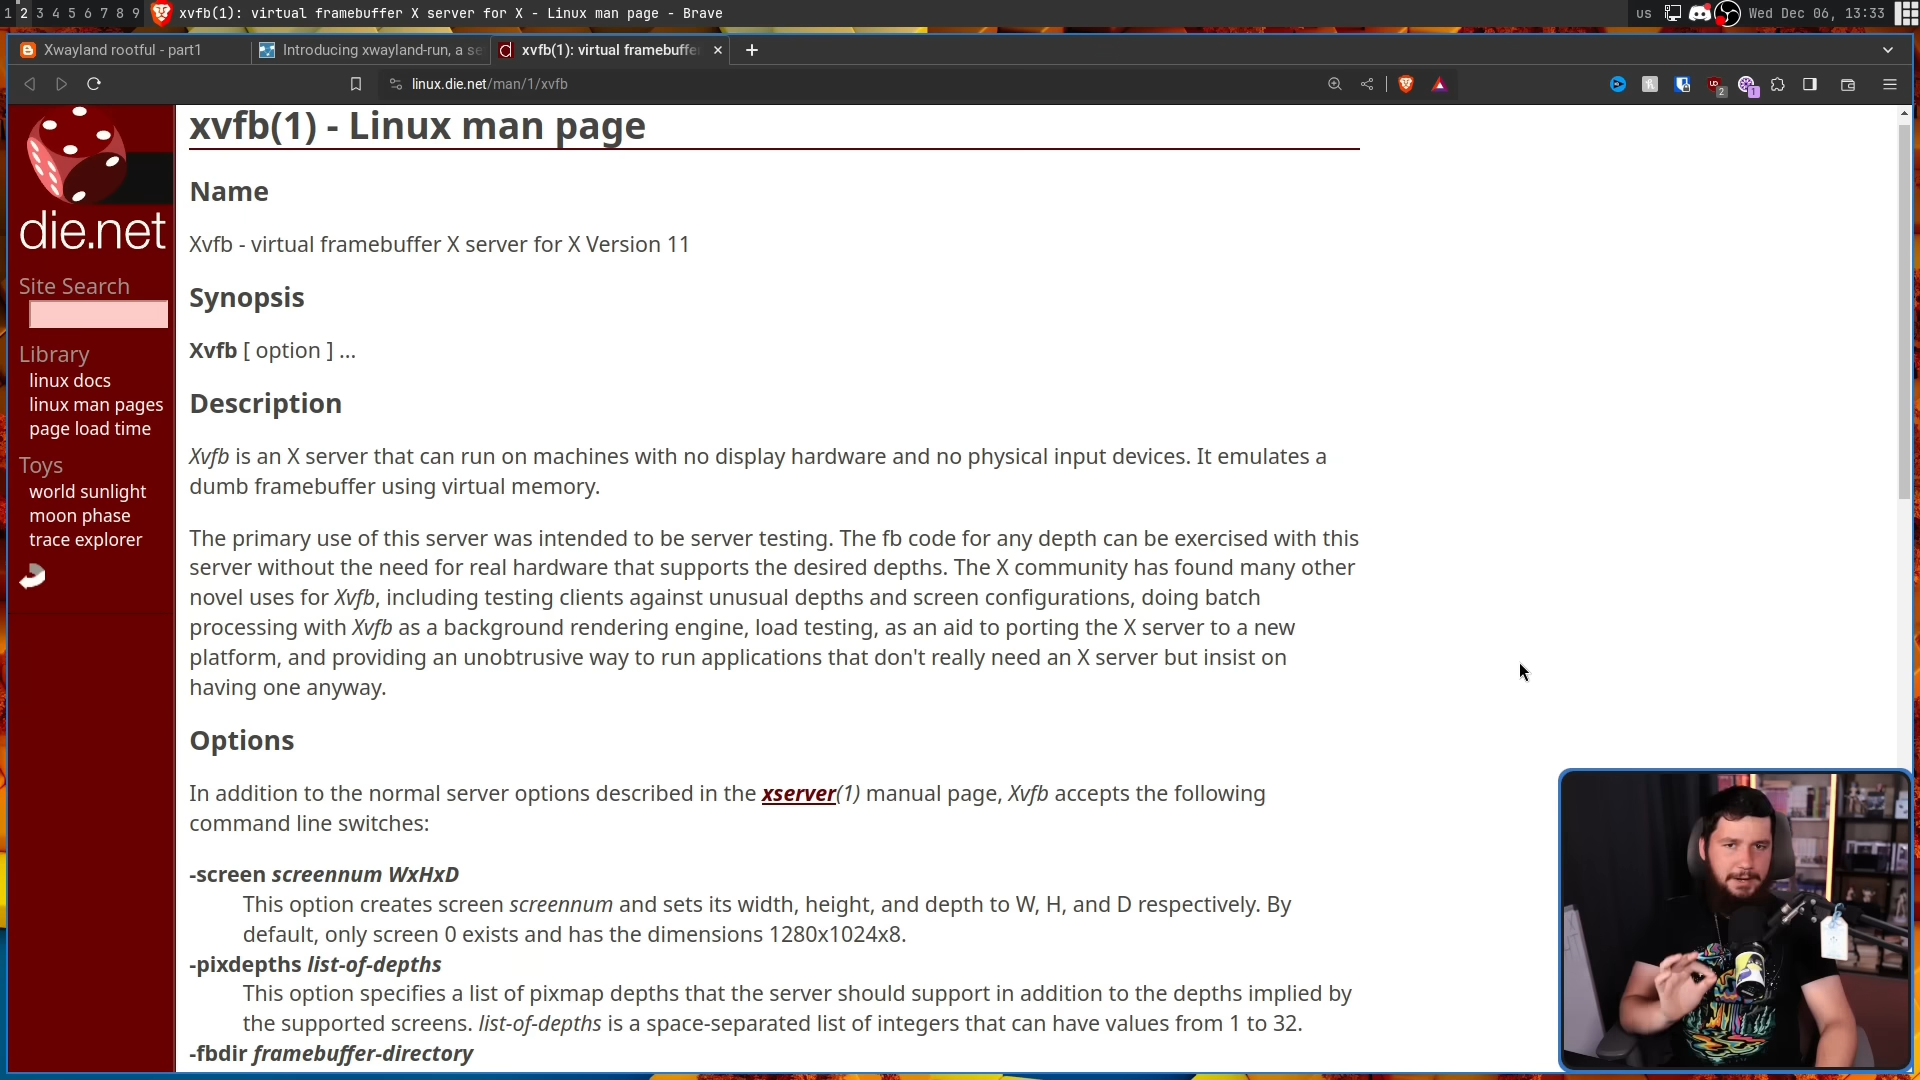 1 2 3 4 5 6 7 8 9 xvfb(1): virtual framebuffer X server for X - Linux man page - Brave us Wed Dec 06, 13:33
Xwayland rootful - part1 Introducing xwayland-run, a se xvfb(1): virtual framebuffe
linux.die.net/man/1/xvfb 2 1
die.net
Site Search
Library
linux docs
linux man pages
page load time
Toys
world sunlight
moon phase
trace explorer
xvfb(1) - Linux man page
Name
Xvfb - virtual framebuffer X server for X Version 11
Synopsis
Xvfb [ option ] ...
Description
Xvfb is an X server that can run on machines with no display hardware and no physical input devices. It emulates a
dumb framebuffer using virtual memory.
The primary use of this server was intended to be server testing. The fb code for any depth can be exercised with this
server without the need for real hardware that supports the desired depths. The X community has found many other
novel uses for Xvfb, including testing clients against unusual depths and screen configurations, doing batch
processing with Xvfb as a background rendering engine, load testing, as an aid to porting the X server to a new
platform, and providing an unobtrusive way to run applications that don't really need an X server but insist on
having one anyway.
Options
In addition to the normal server options described in the xserver(1) manual page, Xvfb accepts the following
command line switches:
-screen screennum WxHxD
This option creates screen screennum and sets its width, height, and depth to W, H, and D respectively. By
default, only screen 0 exists and has the dimensions 1280x1024x8.
-pixdepths list-of-depths
This option specifies a list of pixmap depths that the server should support in addition to the depths implied by
the supported screens. list-of-depths is a space-separated list of integers that can have values from 1 to 32.
-fbdir framebuffer-directory